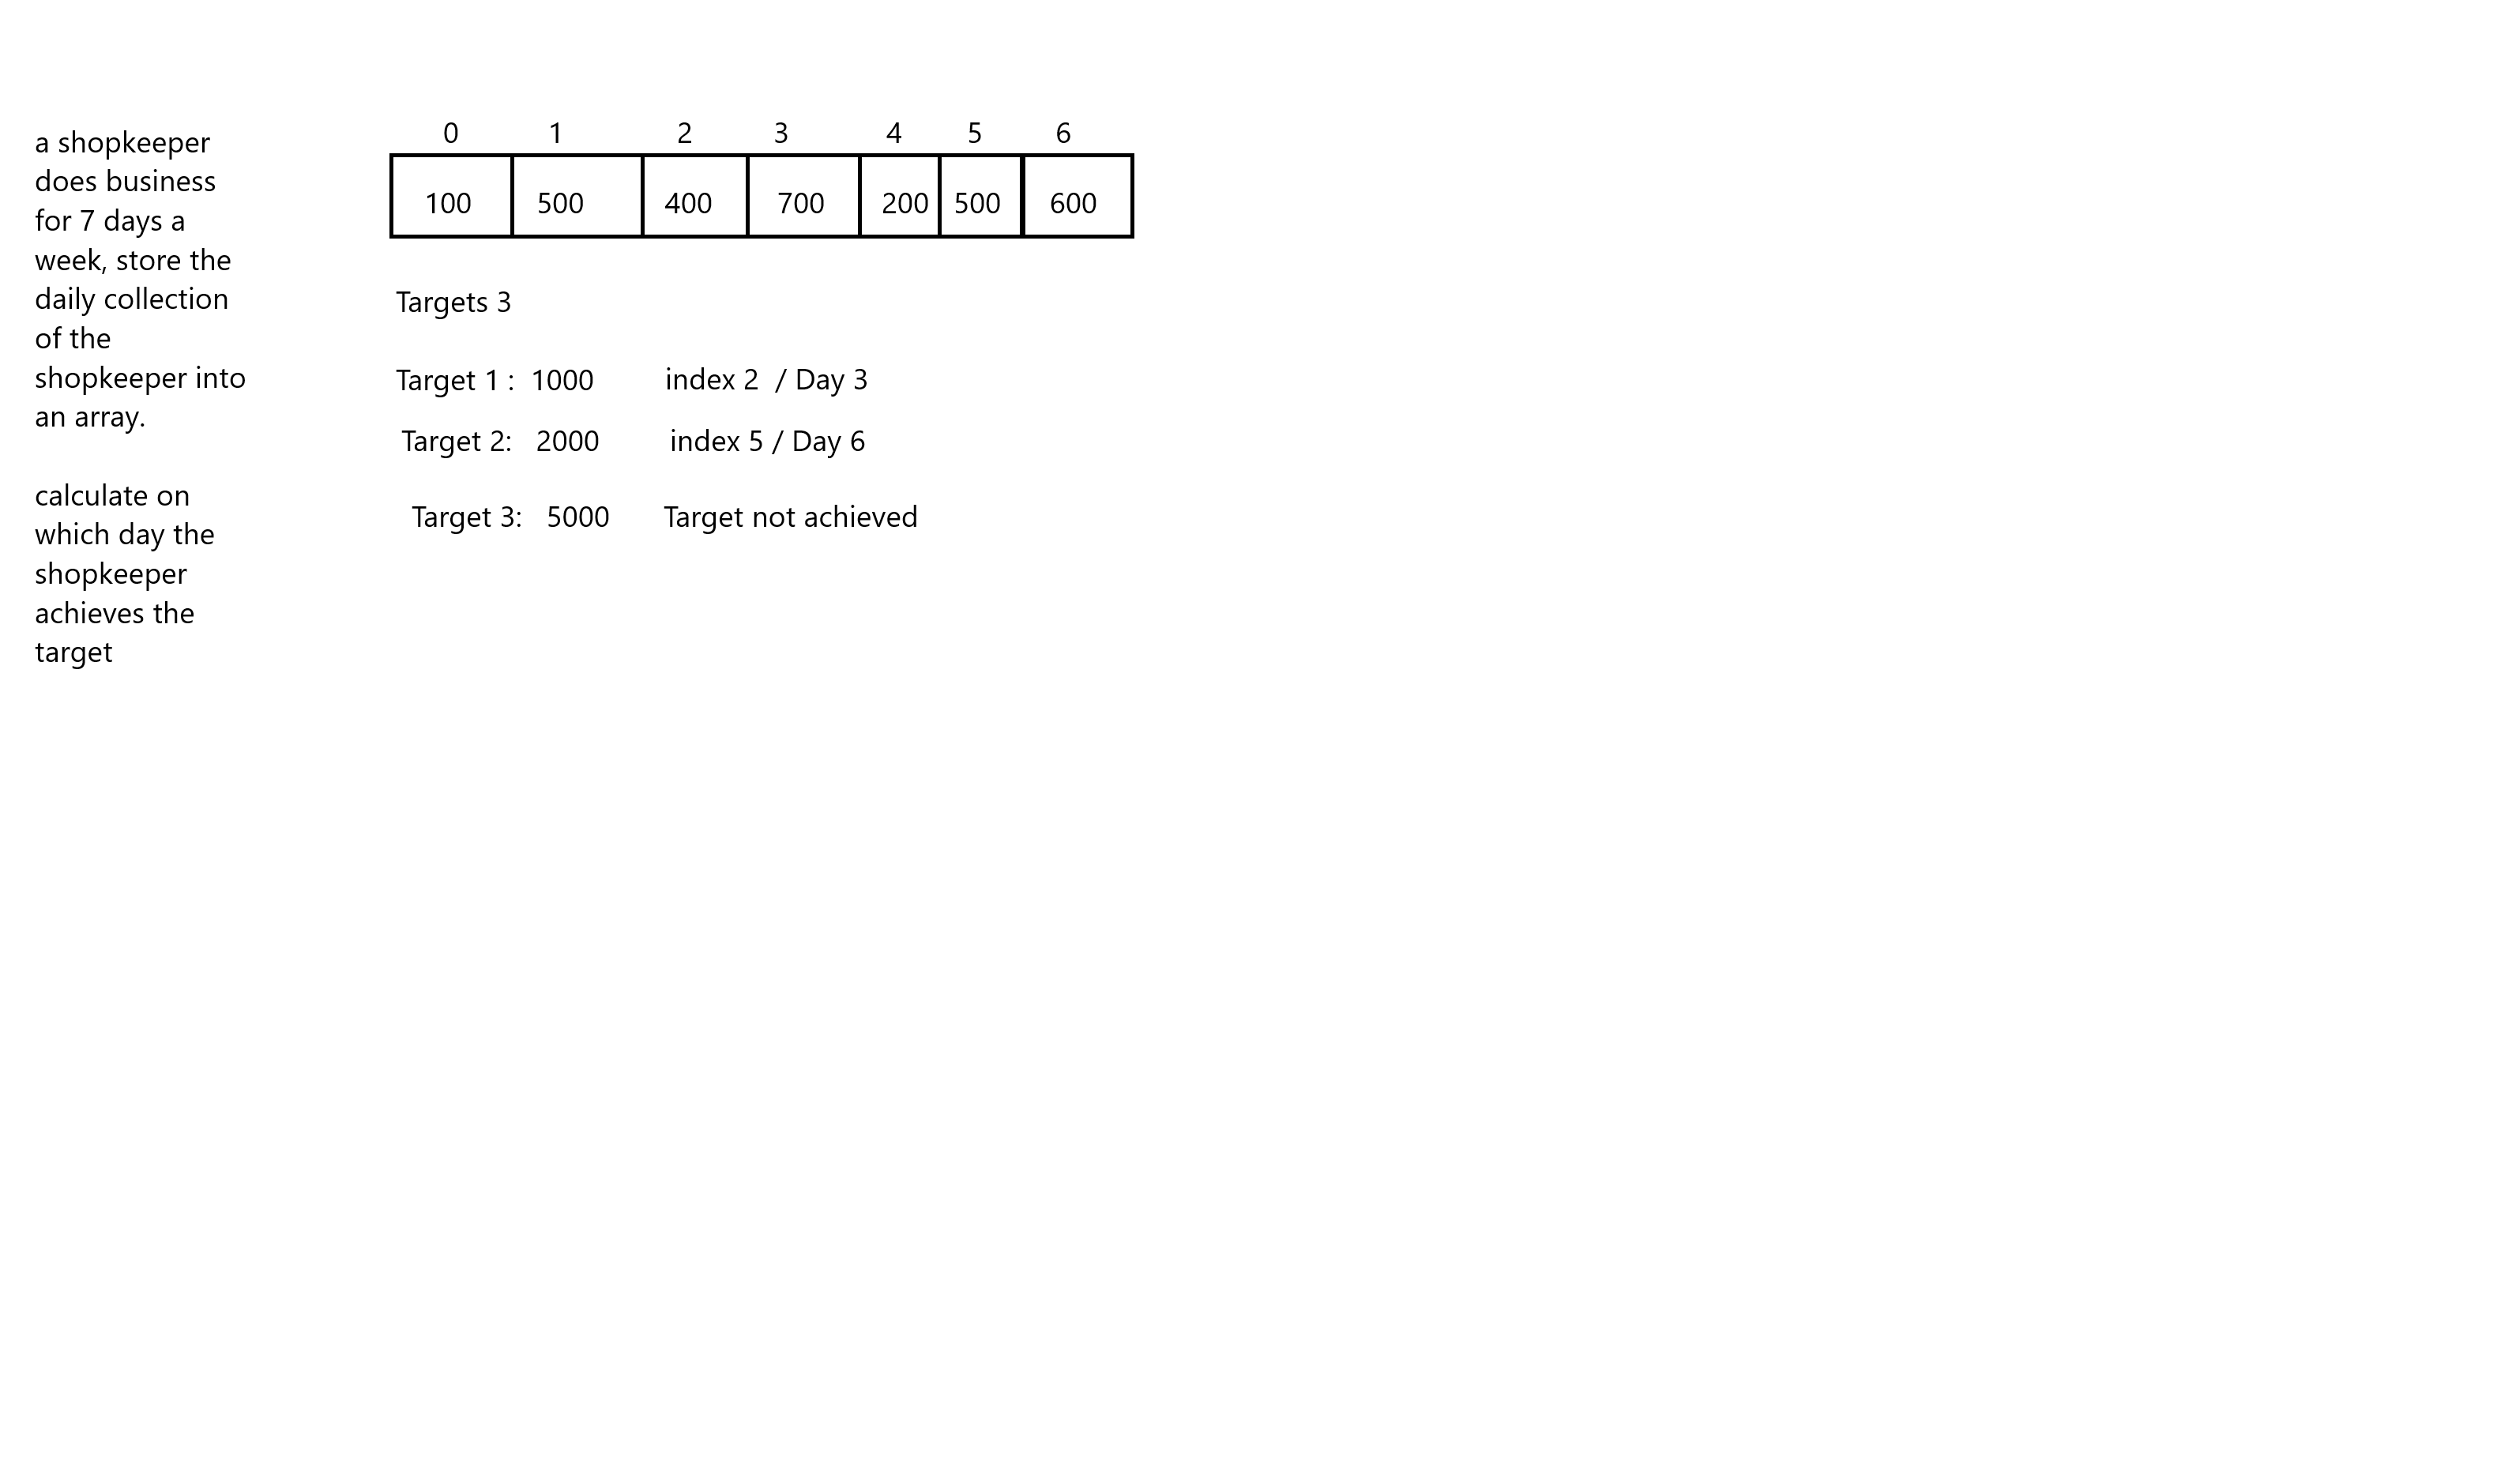 a shopkeeper
does business
for 7 days a
week, store the
daily collection
of the
shopkeeper into
an array.
calculate on
which day the
shopkeeper
achieves the
target
0 1 2 3 4 5 6
100 500 400 700 200 500 600
Targets 3
Target 1 : 1000 index 2 / Day 3
Target 2: 2000 index 5 / Day 6
Target 3: 5000 Target not achieved